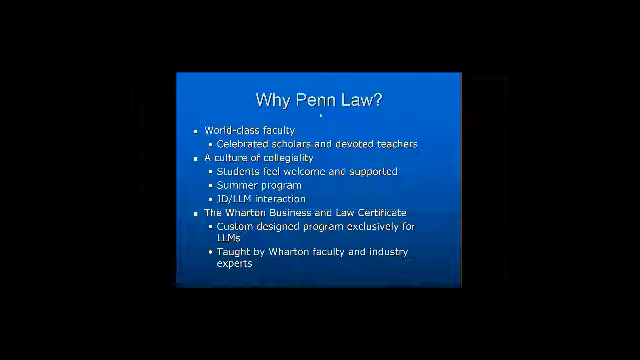 Why Penn Law?
World-class faculty
Celebrated scholars and devoted teachers
A culture of collegiality
Students feel welcome and supported
Summer program
JD/LLM interaction
The Wharton Business and Law Certificate
Custom designed program exclusively for
LLMs
Taught by Wharton faculty and industry
experts